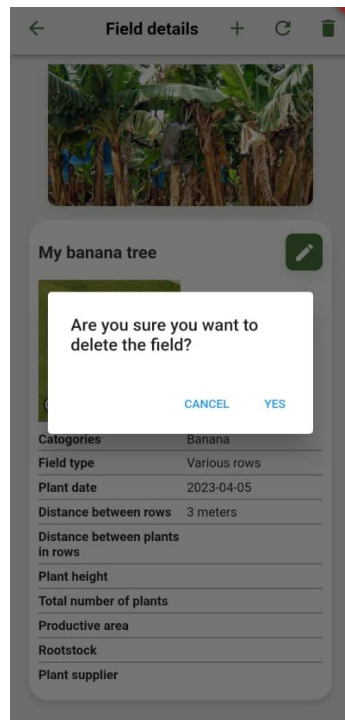 Field details
My banana tree
Are you sure you want to
delete the field?
CANCEL YES
Catogories Banana
Field type Various rows
Plant date 2023-04-05
Distance between rows 3 meters
Distance between plants
in rows
Plant height
Total number of plants
Productive area
Rootstock
Plant supplier